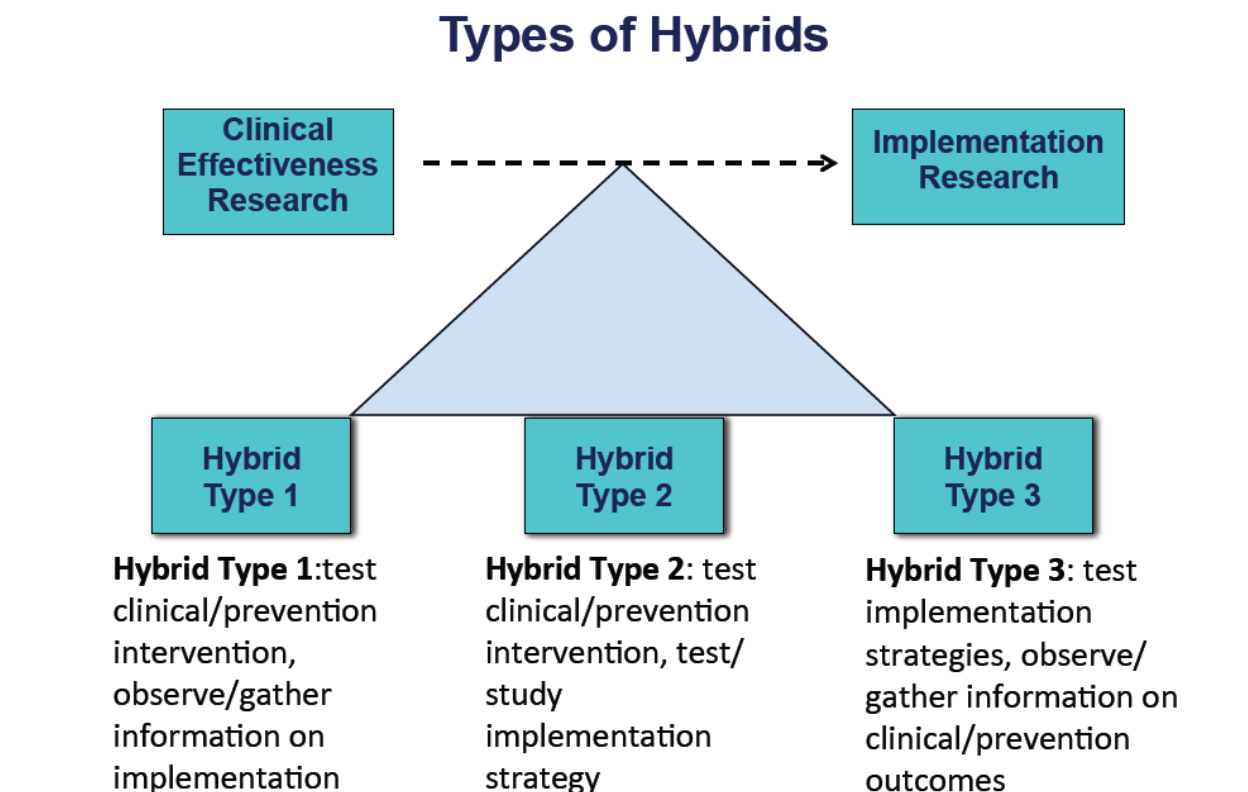 Types of Hybrids
Clinical
Effectiveness
Research
Implementation
Research
Hybrid
Type 1
Hybrid
Type 2
Hybrid
Type 3
Hybrid Type 1:test
clinical/prevention
intervention,
observe/gather
information on
implementation
Hybrid Type 2: test
clinical/prevention
intervention, test/
study
implementation
strategy
Hybrid Type 3: test
implementation
strategies, observe/
gather information on
clinical/prevention
outcomes